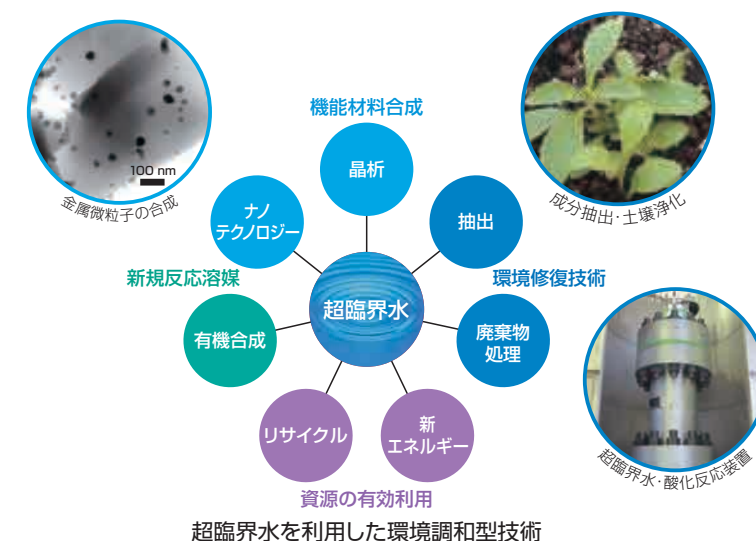 機能材料合成
100 nm
金属微粒子の合成
晶析
成分抽出・土壌浄化
ナノ
テクノロジー
抽出
新規反応溶媒
環境修復技術
超臨界水
有機合成
廃棄物
処理
リサイクル
新
エネルギー
超臨界水・酸化反応装置
資源の有効利用
超臨界水を利用した環境調和型技術